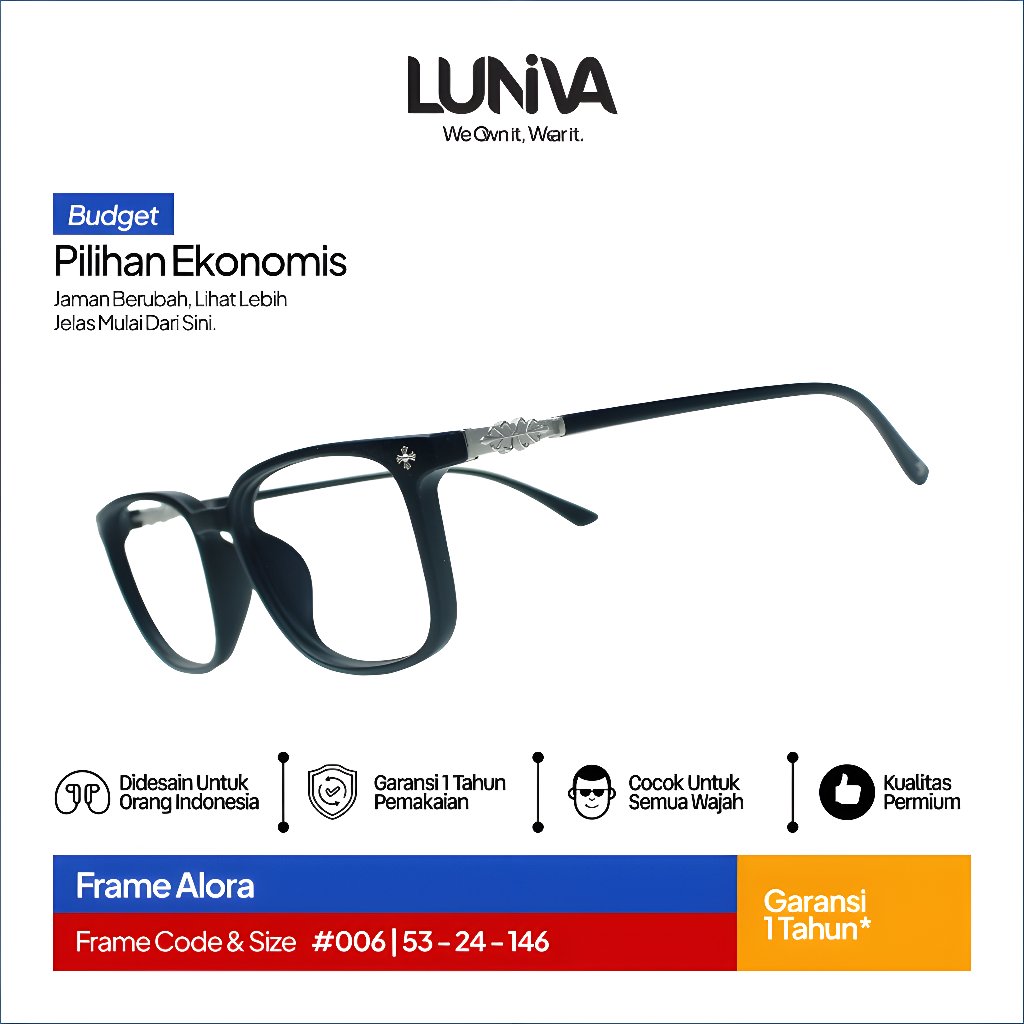 LUNiVA
We Own it, Wear it.
Budget
Pilihan Ekonomis
Jaman Berubah, Lihat Lebih
Jelas Mulai Dari Sini.
Didesain Untuk
Orang Indonesia
Garansi 1 Tahun
Pemakaian
Cocok Untuk
Semua Wajah
Kualitas
Permium
Frame Alora
Frame Code & Size #006 | 53 - 24 - 146
Garansi
1 Tahun*